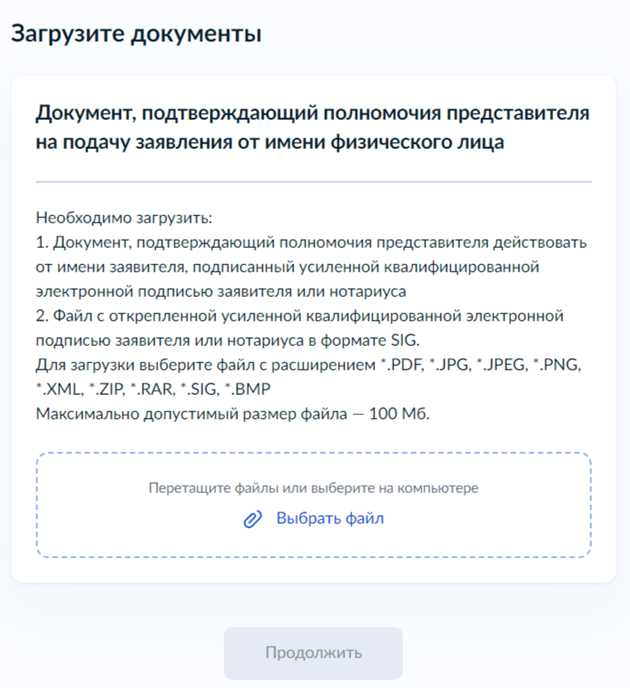 Загрузите документы
Документ, подтверждающий полномочия представителя
на подачу заявления от имени физического лица
Необходимо загрузить:
1. Документ, подтверждающий полномочия представителя действовать
от имени заявителя, подписанный усиленной квалифицированной
электронной подписью заявителя или нотариуса
2. Файл с открепленной усиленной квалифицированной электронной
подписью заявителя или нотариуса в формате SIG.
Для загрузки выберите файл с расширением *.PDF, *.JPG, *.JPEG, *.PNG,
*.XML, *.ZIP, *.RAR, *.SIG, *.BMP
Максимально допустимый размер файла — 100 Мб.
Перетащите файлы или выберите на компьютере
Выбрать файл
Продолжить